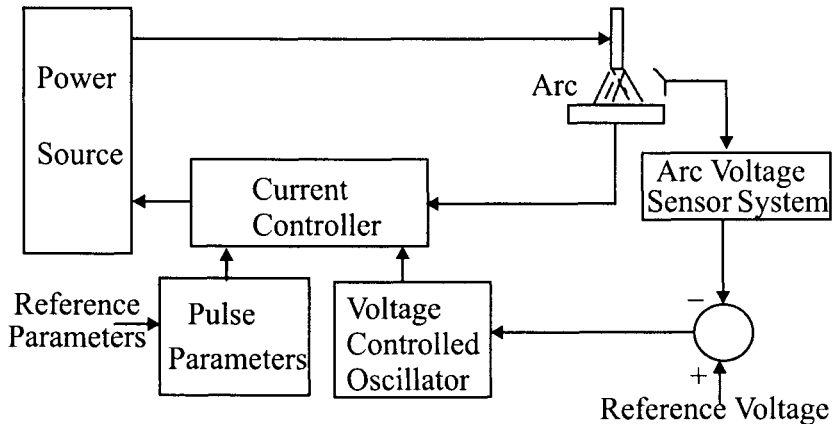 Power
Source
Arc
Arc Voltage
Sensor System
Current
Controller
Reference
Parameters
Pulse
Parameters
Voltage
Controlled
Oscillator
−
+
Reference Voltage